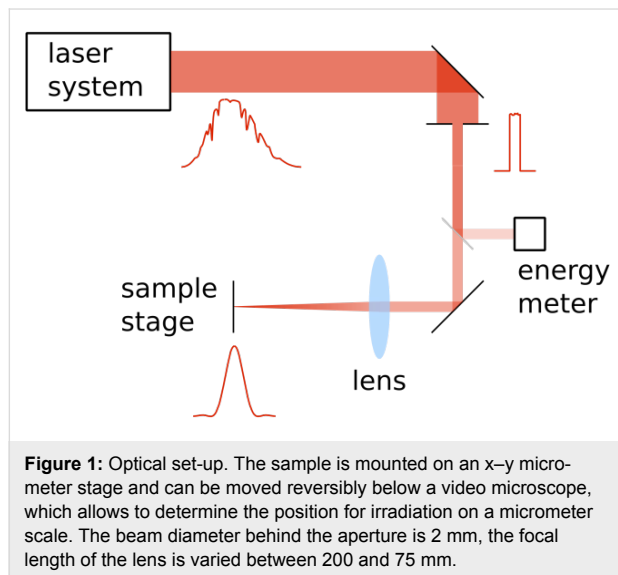 laser
system
energy
meter
sample
stage
lens
Figure 1: Optical set-up. The sample is mounted on an x–y micro-
meter stage and can be moved reversibly below a video microscope,
which allows to determine the position for irradiation on a micrometer
scale. The beam diameter behind the aperture is 2 mm, the focal
length of the lens is varied between 200 and 75 mm.